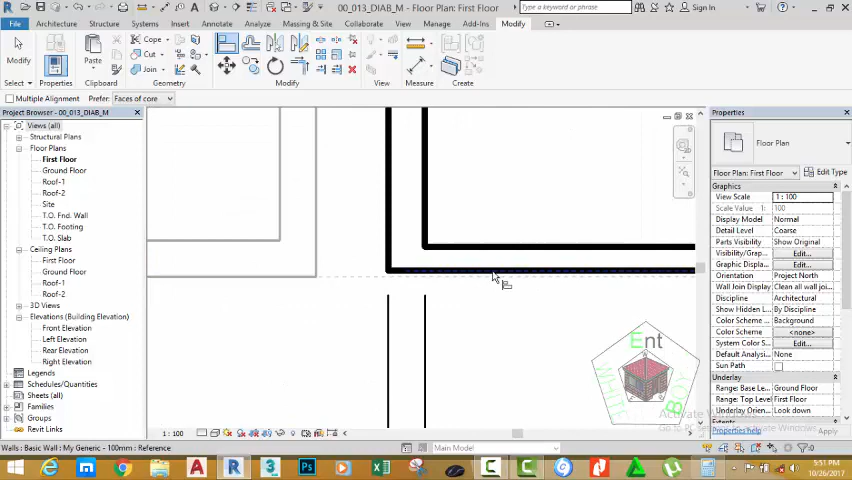 00_013_DIAB_M - Floor Plan: First Floor
Type a keyword or phrase
Sign In
File
Architecture
Structure
Systems
Insert
Annotate
Analyze
Massing & Site
Collaborate
View
Manage
Add-Ins
Modify
Modify
Properties
Paste
Cope
Cut
Join
Select
Properties
Clipboard
Geometry
Modify
View
Measure
Create
Multiple Alignment
Prefer:
Faces of core
Project Browser - 00_013_DIAB_M
Views (all)
Structural Plans
Floor Plans
First Floor
Ground Floor
Roof-1
Roof-2
Site
T.O. Fnd. Wall
T.O. Footing
T.O. Slab
Ceiling Plans
First Floor
Ground Floor
Roof-1
Roof-2
3D Views
Elevations (Building Elevation)
Front Elevation
Left Elevation
Rear Elevation
Right Elevation
Legends
Schedules/Quantities
Sheets (all)
Families
Groups
Revit Links
Properties
Floor Plan
Floor Plan: First Floor
Edit Type
Graphics
View Scale
1 : 100
Scale Value 1:
100
Display Model
Normal
Detail Level
Coarse
Parts Visibility
Show Original
Visibility/Grap...
Edit...
Graphic Displa...
Edit...
Orientation
Project North
Wall Join Display
Clean all wall joi...
Discipline
Architectural
Show Hidden L...
By Discipline
Color Scheme ...
Background
Color Scheme
<none>
System Color S...
Edit...
Default Analysi...
None
Sun Path
Underlay
Range: Base Le...
Ground Floor
Range: Top Level
First Floor
Underlay Orien...
Look down
Extents
Properties help
Apply
Ent
WHITE
BOY
1 : 100
Walls : Basic Wall : My Generic - 100mm : Reference
:0
Main Model
:0
5:51 PM
10/26/2017